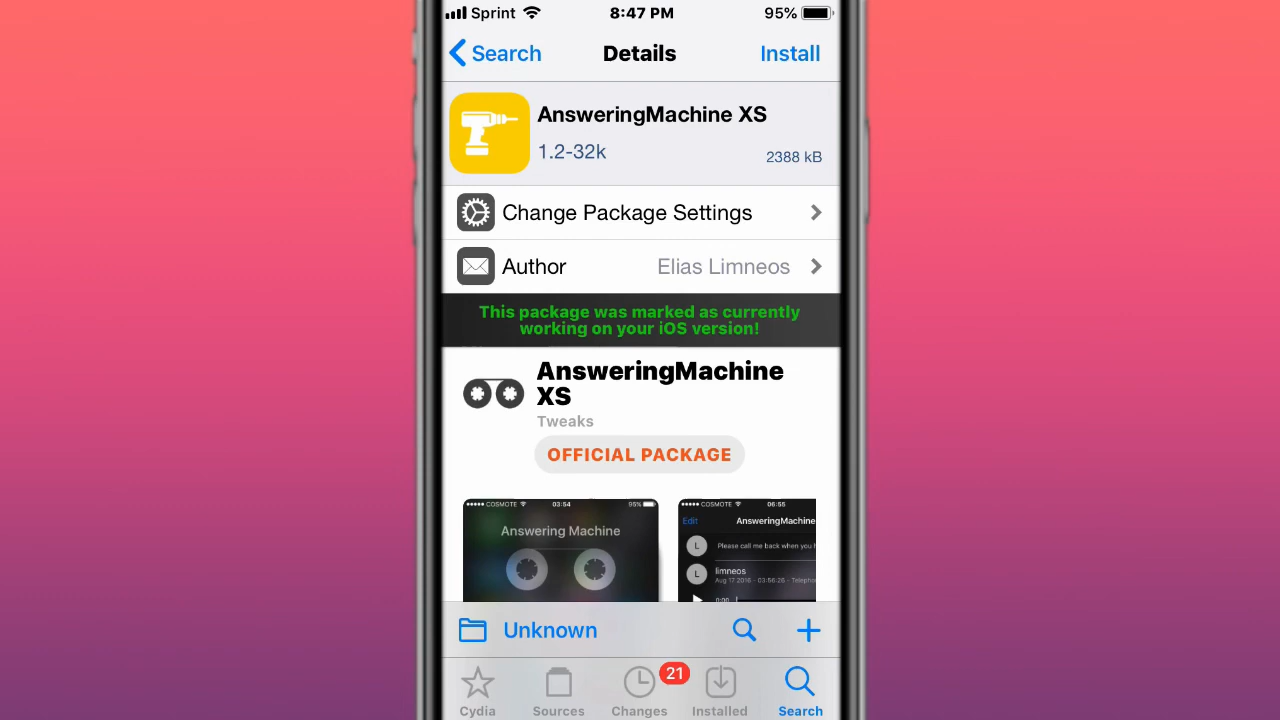 Sprint 8:47 PM 95%
Search Details Install
AnsweringMachine XS
1.2-32k 2388 kB
Change Package Settings
Author Elias Limneos
This package was marked as currently
working on your iOS version!
AnsweringMachine
XS
Tweaks
OFFICIAL PACKAGE
COSMOTE 03:54 95%
Answering Machine
COSMOTE 06:55
Edit AnsweringMachine
L Please call me back when you
L limneos
Aug 17 2016 - 03:56:26 -
0:00
Unknown
21
Cydia Sources Changes Installed Search